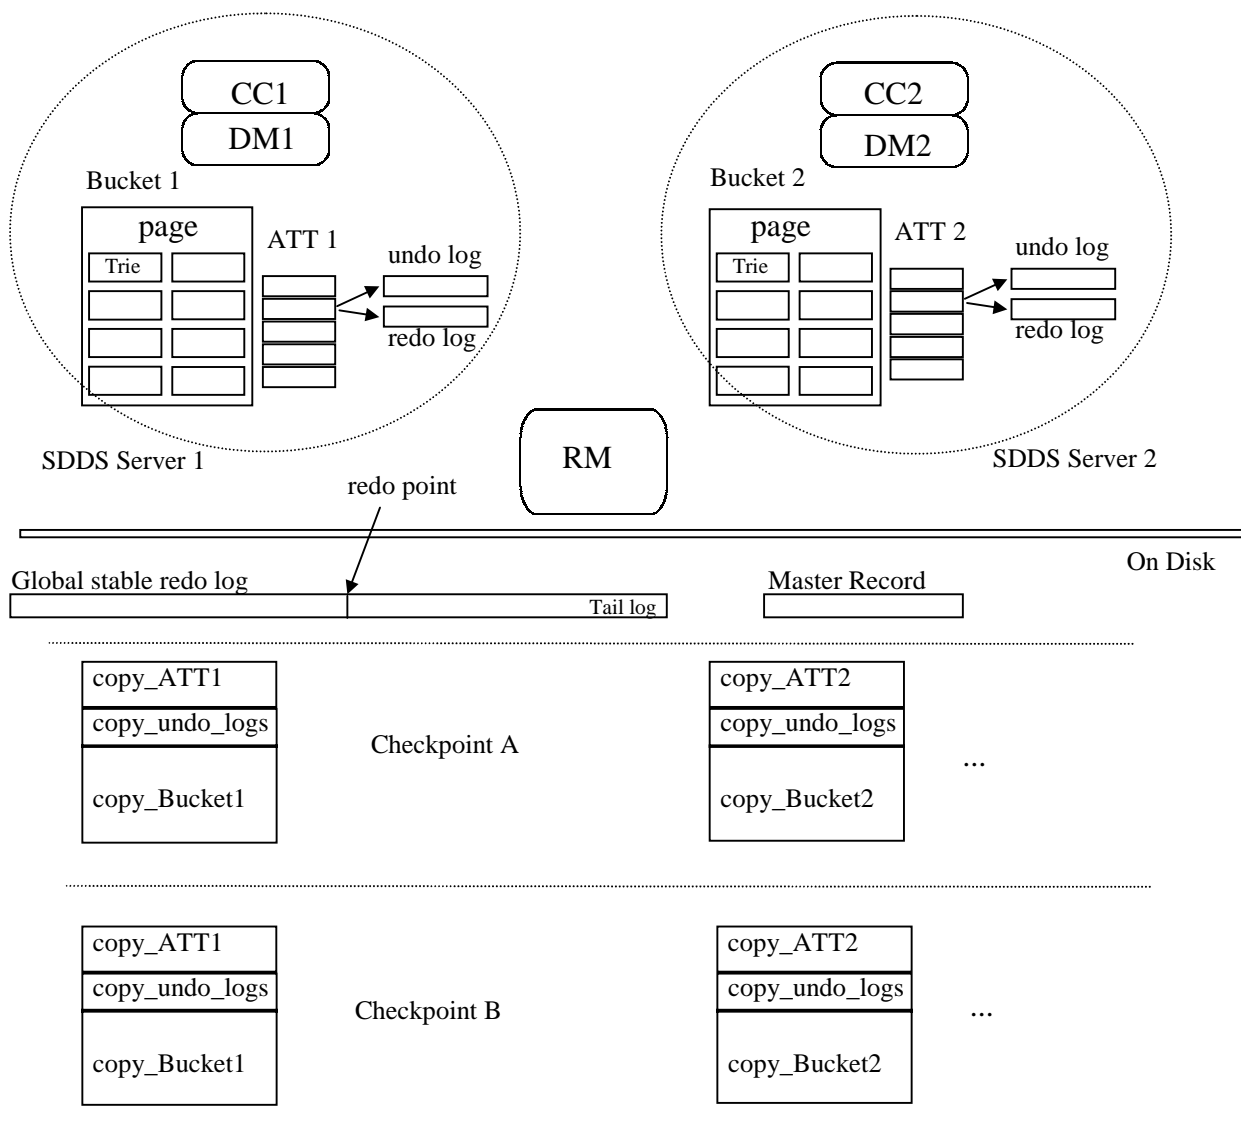 CC1
DM1
Bucket 1
page
Trie
ATT 1
undo log
redo log
SDDS Server 1
CC2
DM2
Bucket 2
page
Trie
ATT 2
undo log
redo log
SDDS Server 2
RM
redo point
On Disk
Global stable redo log
Tail log
Master Record
copy_ATT1
copy_undo_logs
copy_Bucket1
Checkpoint A
copy_ATT2
copy_undo_logs
copy_Bucket2
...
copy_ATT1
copy_undo_logs
copy_Bucket1
Checkpoint B
copy_ATT2
copy_undo_logs
copy_Bucket2
...